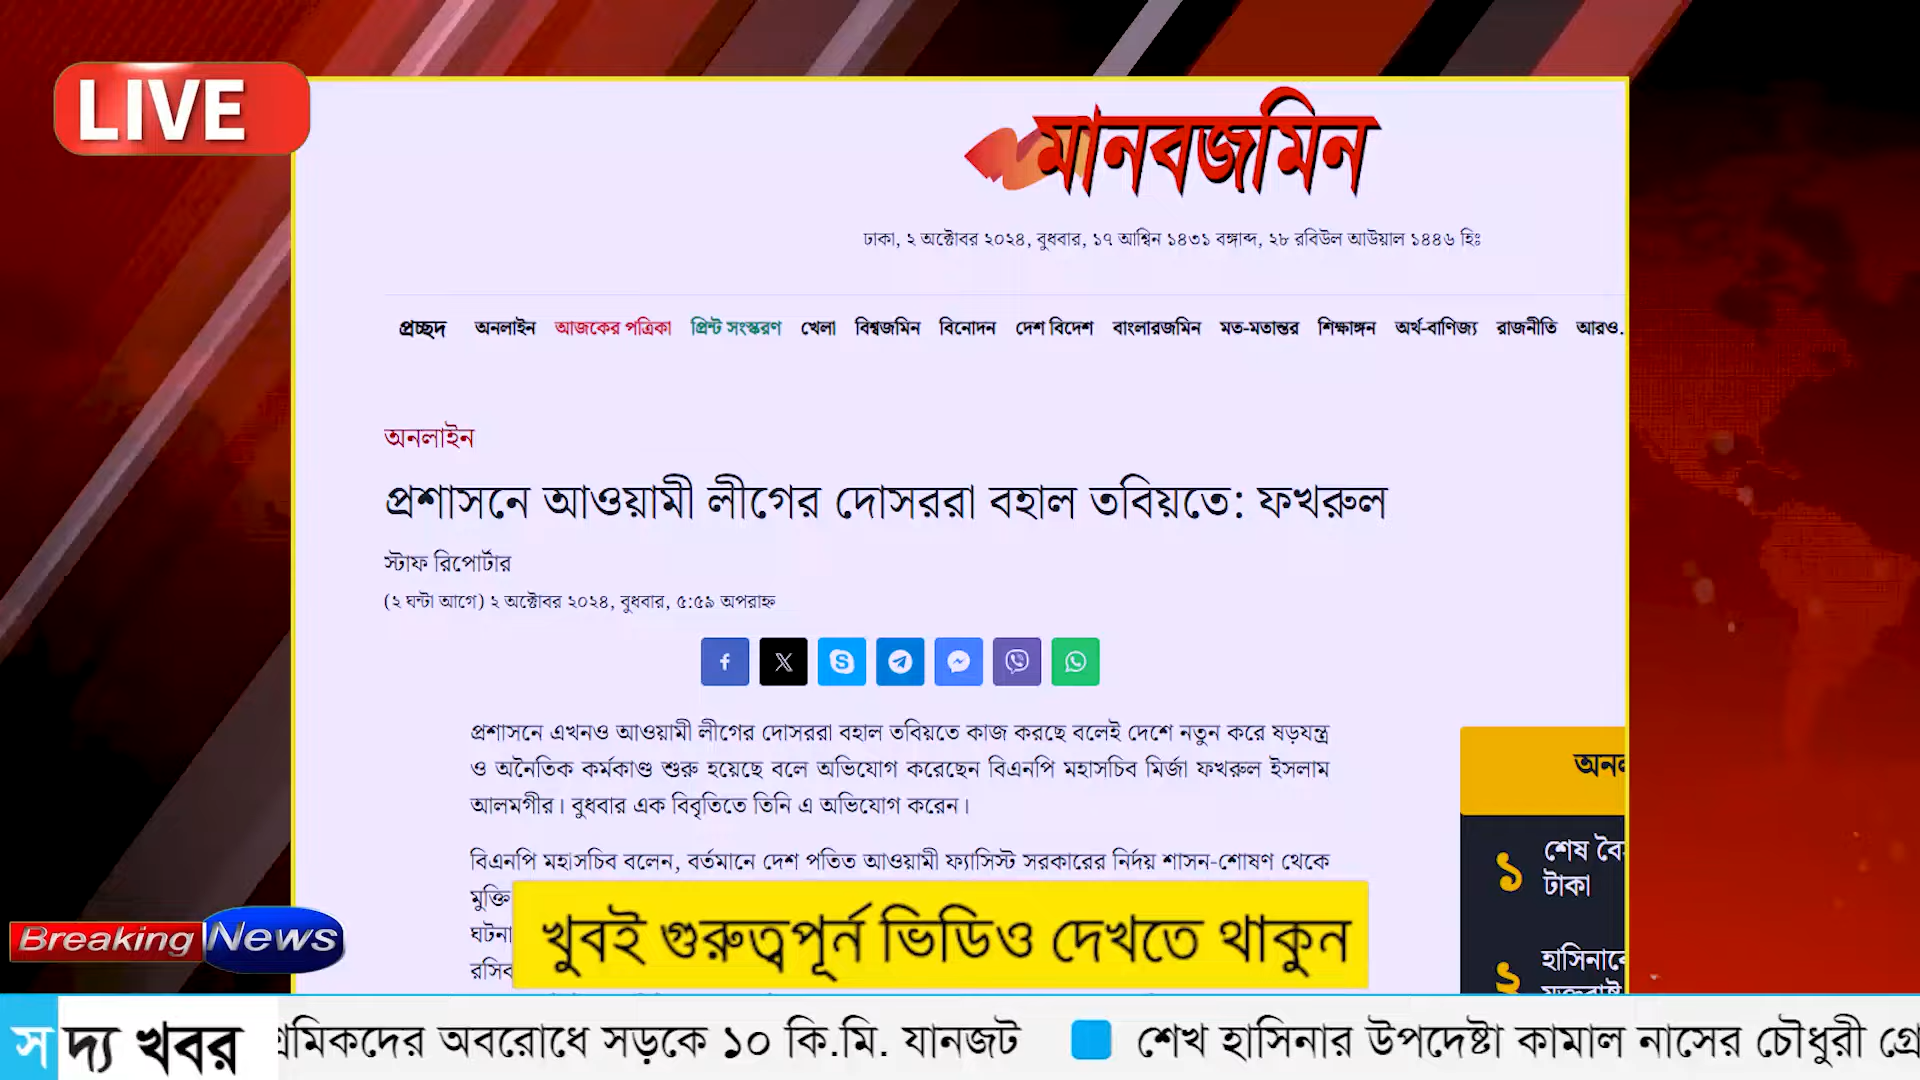 LIVE
মানবজমিন
ঢাকা, ২ অক্টোবর ২০২৪, বুধবার, ১৭ আশ্বিন ১৪৩১ বঙ্গাব্দ, ২৮ রবিউল আউয়াল ১৪৪৬ হিঃ
প্রচ্ছদ অনলাইন আজকের পত্রিকা প্রিন্ট সংস্করণ খেলা বিশ্বজমিন বিনোদন দেশ বিদেশ বাংলারজমিন মত-মতান্তর শিক্ষাঙ্গন অর্থ-বাণিজ্য রাজনীতি আরও.
অনলাইন
প্রশাসনে আওয়ামী লীগের দোসররা বহাল তবিয়তে: ফখরুল
স্টাফ রিপোর্টার
(২ ঘন্টা আগে) ২ অক্টোবর ২০২৪, বুধবার, ৫:৫৯ অপরাহ্ন
প্রশাসনে এখনও আওয়ামী লীগের দোসররা বহাল তবিয়তে কাজ করছে বলেই দেশে নতুন করে ষড়যন্ত্র
ও অনৈতিক কর্মকাণ্ড শুরু হয়েছে বলে অভিযোগ করেছেন বিএনপি মহাসচিব মির্জা ফখরুল ইসলাম
আলমগীর। বুধবার এক বিবৃতিতে তিনি এ অভিযোগ করেন।
বিএনপি মহাসচিব বলেন, বর্তমানে দেশ পতিত আওয়ামী ফ্যাসিস্ট সরকারের নির্দয় শাসন-শোষণ থেকে
মুক্তি
ঘটনা
১ শেষ
টাকা
২
খুবই গুরুত্বপূর্ন ভিডিও দেখতে থাকুন
Breaking News
সদ্য খবর
শ্রমিকদের অবরোধে সড়কে ১০ কি.মি. যানজট শেখ হাসিনার উপদেষ্টা কামাল নাসের চৌধুরী